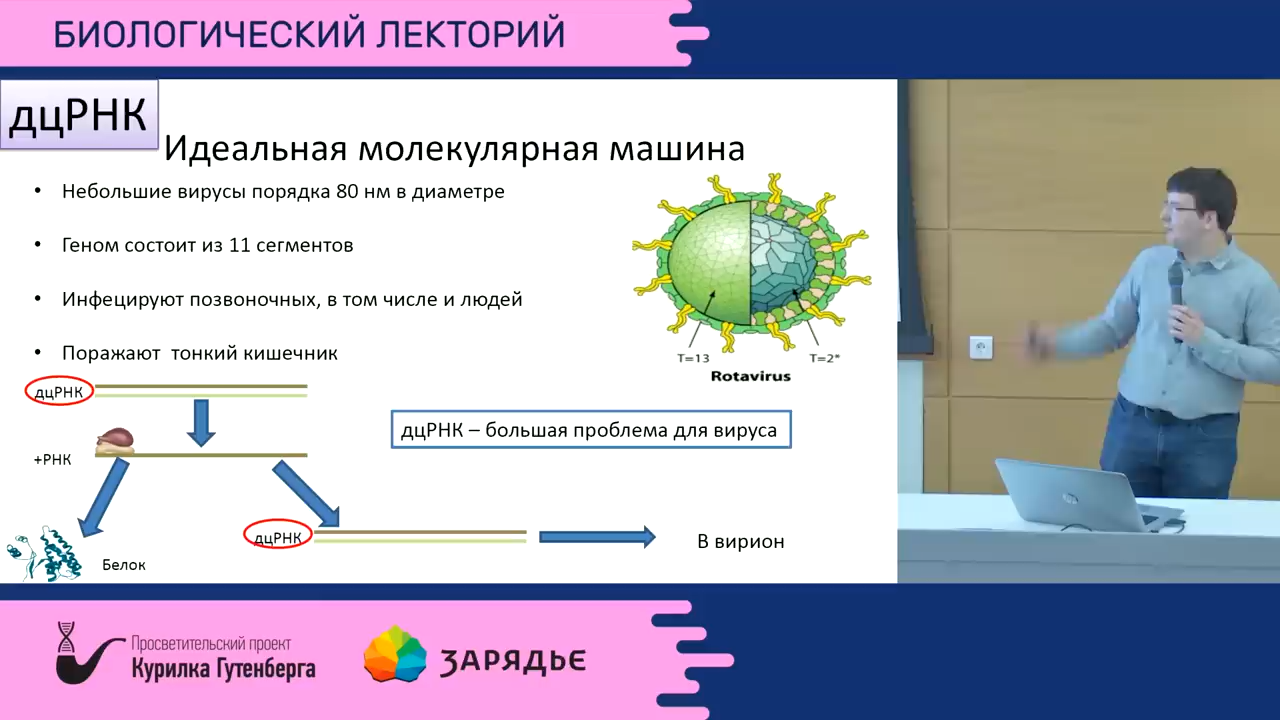 БИОЛОГИЧЕСКИЙ ЛЕКТОРИЙ
дцРНК
Идеальная молекулярная машина
• Небольшие вирусы порядка 80 нм в диаметре
• Геном состоит из 11 сегментов
• Инфецируют позвоночных, в том числе и людей
• Поражают тонкий кишечник
T=13
T=2*
Rotavirus
дцРНК
дцРНК – большая проблема для вируса
+РНК
дцРНК
В вирион
Белок
hp
Просветительский проект
Курилка Гутенберга
ЗАРЯДЬЕ